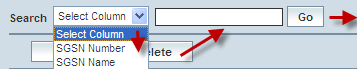 Search Select Column Go
Select Column
SGSN Number
SGSN Name
elete